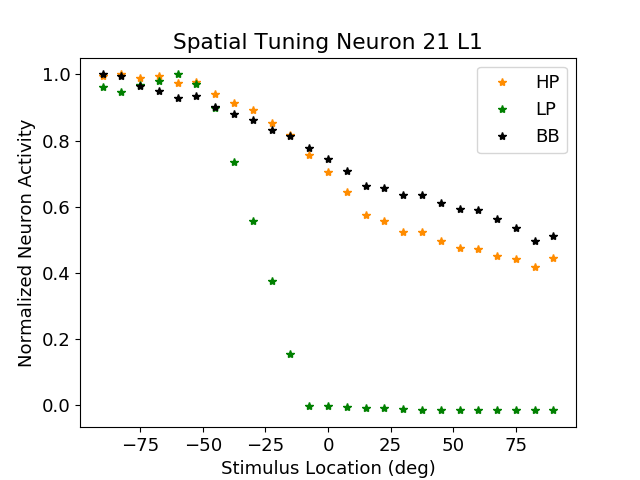 Spatial Tuning Neuron 21 L1
Normalized Neuron Activity
1.0
0.8
0.6
0.4
0.2
0.0
HP
LP
BB
−75 −50 −25 0 25 50 75
Stimulus Location (deg)